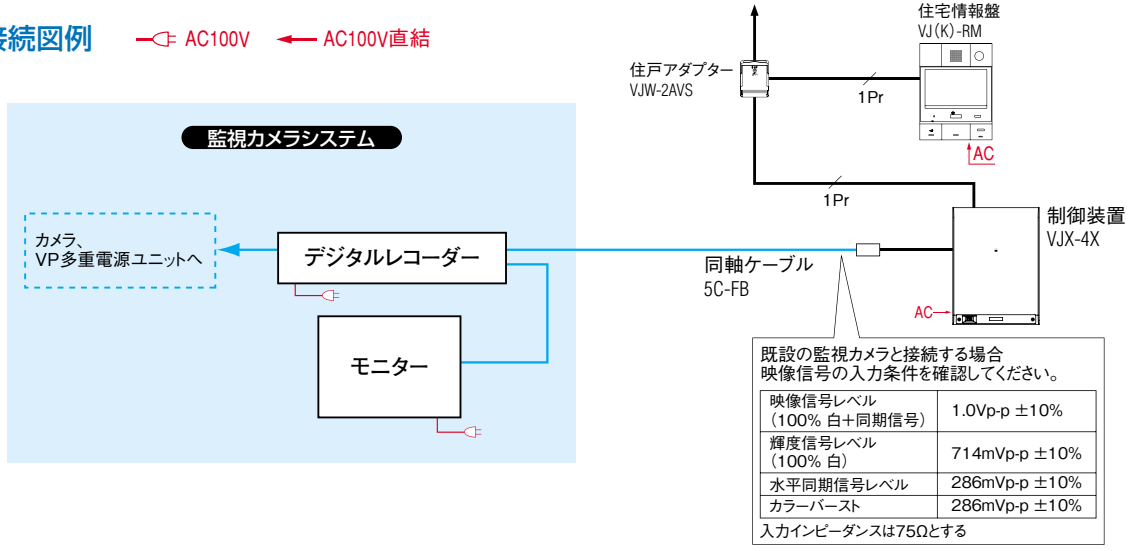 接続図例
AC100V
AC100V直結
住宅情報盤
VJ(K)-RM
住戸アダプター
VJW-2AVS
1Pr
AC
監視カメラシステム
1Pr
制御装置
VJX-4X
カメラ、
VP多重電源ユニットへ
デジタルレコーダー
同軸ケーブル
5C-FB
AC
モニター
既設の監視カメラと接続する場合
映像信号の入力条件を確認してください。
映像信号レベル
(100% 白+同期信号)
1.0Vp-p ±10%
輝度信号レベル
(100% 白)
714mVp-p ±10%
水平同期信号レベル
286mVp-p ±10%
カラーバースト
286mVp-p ±10%
入力インピーダンスは75Ωとする